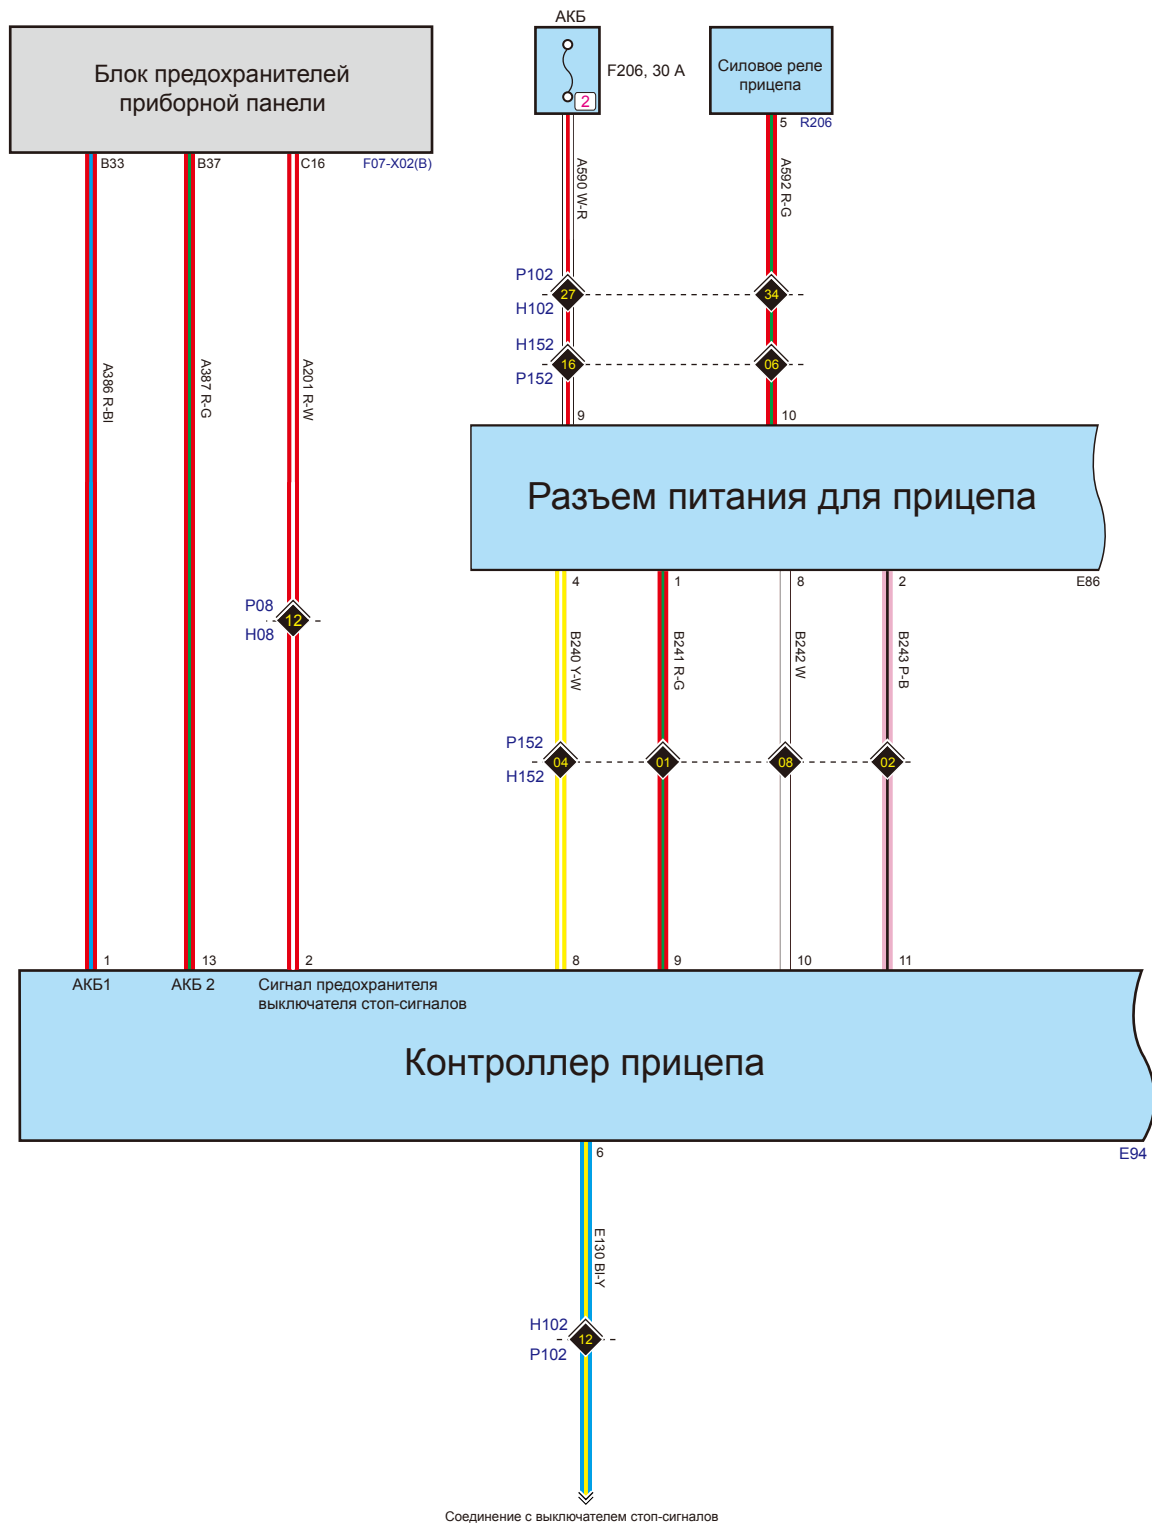 АКБ
Блок предохранителей
приборной панели
F206, 30 A
2
Силовое реле
прицепа
5 R206
B33
B37
C16
F07-X02(B)
A590 W-R
A592 R-G
P102
27
34
H102
H152
16
06
P152
A386 R-Bl
A387 R-G
A201 R-W
9
10
Разъем питания для прицепа
4
1
8
2
E86
P08
12
H08
B240 Y-W
B241 R-G
B242 W
B243 P-B
P152
04
01
08
02
H152
1
13
2
8
9
10
11
АКБ1
АКБ 2
Сигнал предохранителя
выключателя стоп-сигналов
Контроллер прицепа
6
E94
E130 Bl-Y
H102
12
P102
Соединение с выключателем стоп-сигналов